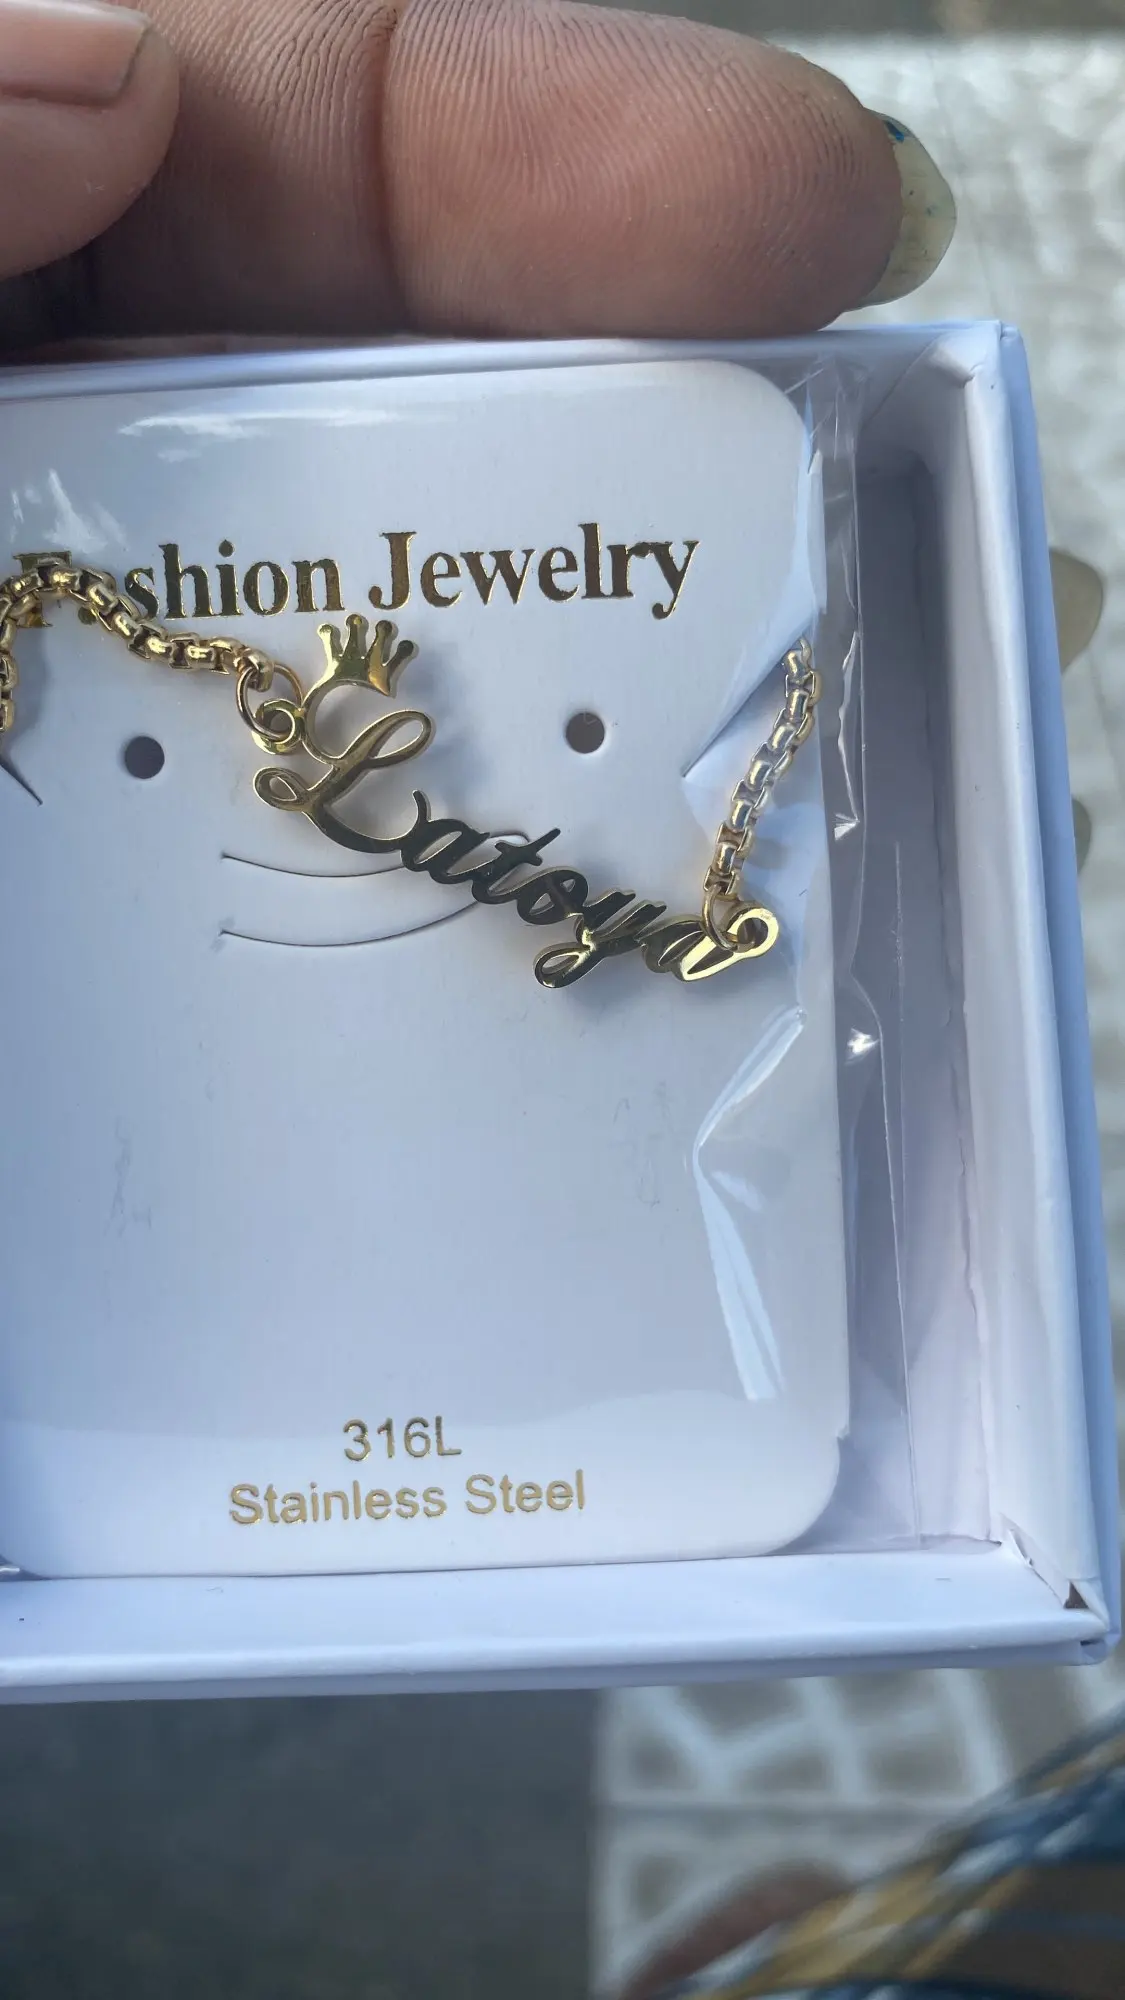 Fashion Jewelry
Latoya
316L
Stainless Steel